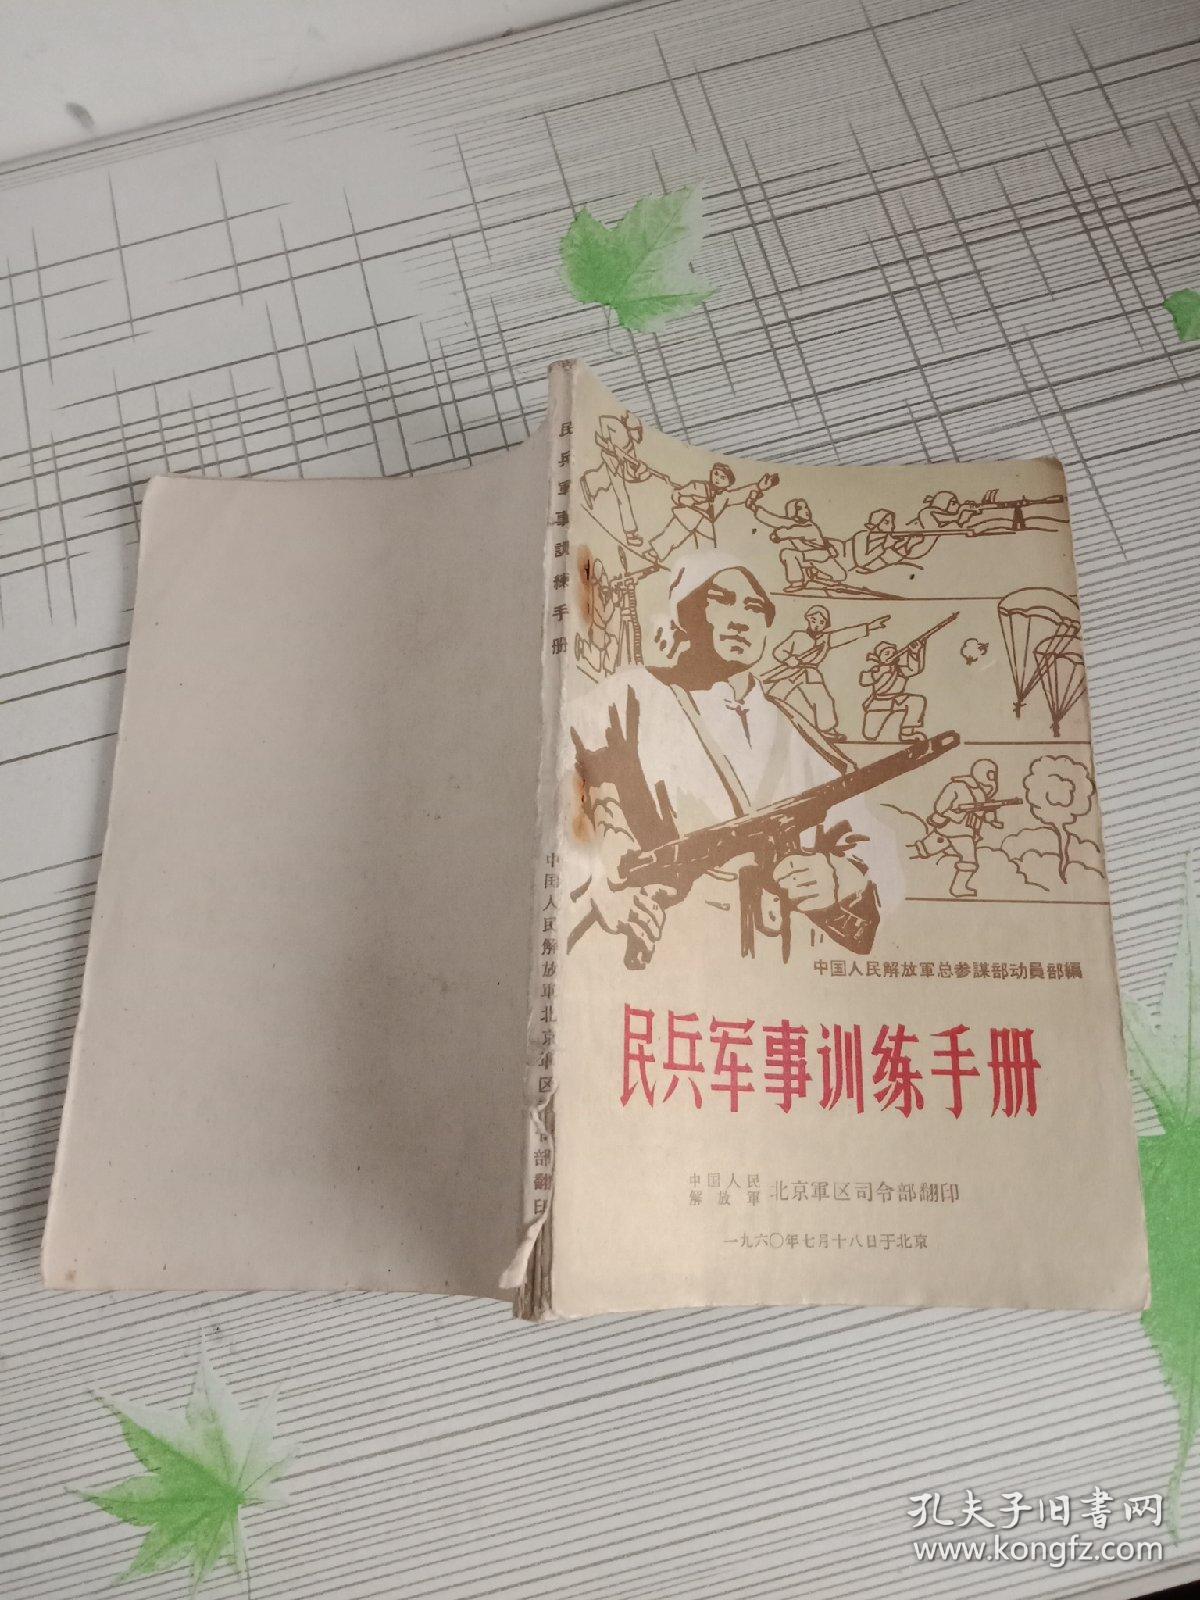 民兵軍事訓練手册
中国人民解放軍北京軍区
部翻印
中国人民解放軍总参謀部动員部編
民兵军事训练手册
中国人民
解放軍
北京軍区司令部翻印
一九六〇年七月十八日于北京
孔夫子旧書网
www.kongfz.com